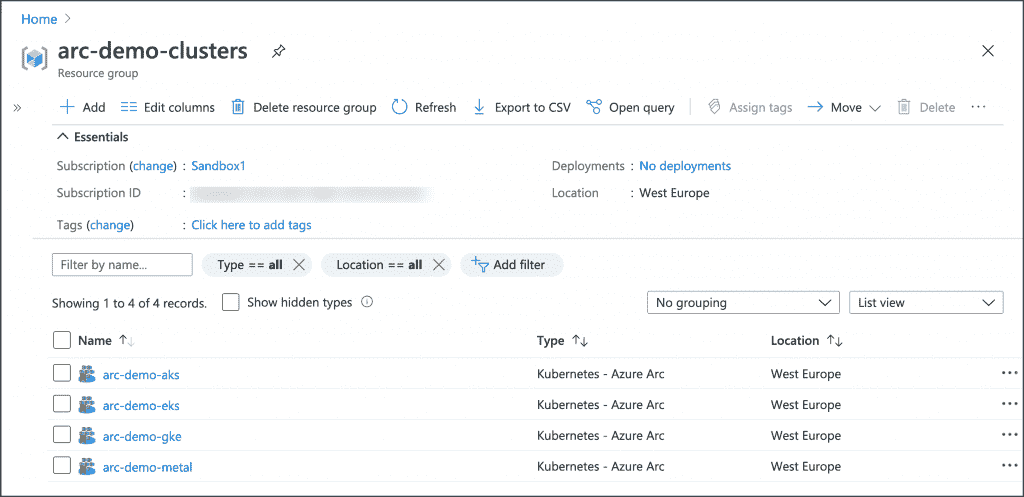 Home
arc-demo-clusters
Resource group
Add Edit columns Delete resource group Refresh Export to CSV Open query Assign tags Move Delete
Essentials
Subscription (change) : Sandbox1 Deployments : No deployments
Subscription ID : Location : West Europe
Tags (change) : Click here to add tags
Filter by name... Type == all Location == all Add filter
Showing 1 to 4 of 4 records. Show hidden types No grouping List view
Name Type Location
arc-demo-aks Kubernetes - Azure Arc West Europe
arc-demo-eks Kubernetes - Azure Arc West Europe
arc-demo-gke Kubernetes - Azure Arc West Europe
arc-demo-metal Kubernetes - Azure Arc West Europe